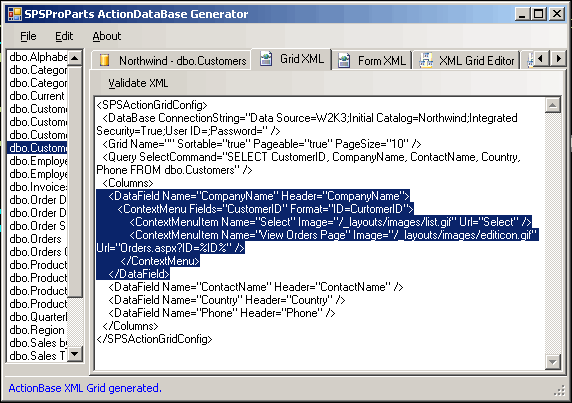 SPSProParts ActionDataBase Generator
File Edit About
dbo.Alphabe
dbo.Categor
dbo.Categor
dbo.Current
dbo.Custome
dbo.Custome
dbo.Custome
dbo.Custome
dbo.Employe
dbo.Employe
dbo.Invoices
dbo.Order D
dbo.Order D
dbo.Order S
dbo.Orders
dbo.Orders C
dbo.Product
dbo.Product
dbo.Product
dbo.Product
dbo.Quarterl
dbo.Region
dbo.Sales by
dbo.Sales T
Northwind - dbo.Customers Grid XML Form XML XML Grid Editor
Validate XML
<SPSActionGridConfig>
<DataBase ConnectionString="Data Source=W2K3;Initial Catalog=Northwind;Integrated
Security=True;User ID=;Password=" />
<Grid Name="" Sortable="true" Pageable="true" PageSize="10" />
<Query SelectCommand="SELECT CustomerID, CompanyName, ContactName, Country,
Phone FROM dbo.Customers" />
<Columns>
<DataField Name="CompanyName" Header="CompanyName">
<ContextMenu Fields="CustomerID" Format="ID=CurtomerID">
<ContextMenuItem Name="Select" Image="/_layouts/images/list.gif" Url="Select" />
<ContextMenuItem Name="View Orders Page" Image="/_layouts/images/editicon.gif"
Url="Orders.aspx?ID=%ID%" />
</ContextMenu>
</DataField>
<DataField Name="ContactName" Header="ContactName" />
<DataField Name="Country" Header="Country" />
<DataField Name="Phone" Header="Phone" />
</Columns>
</SPSActionGridConfig>
ActionBase XML Grid generated.